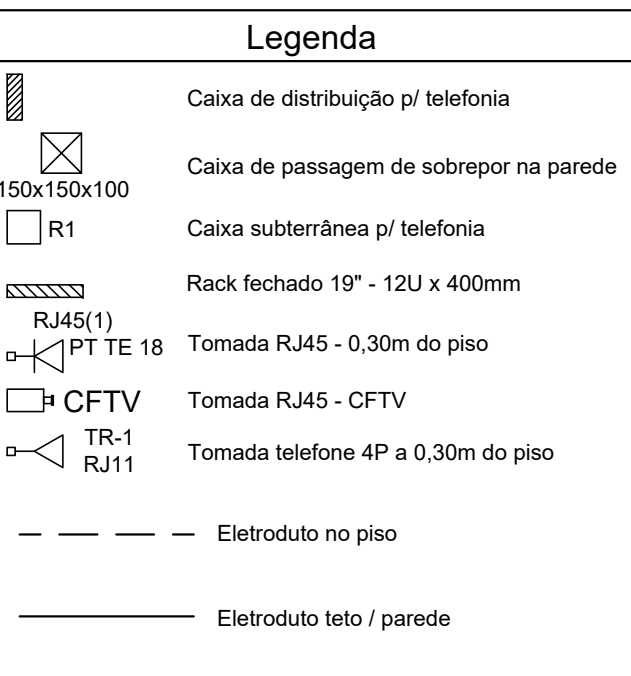 Legenda
Caixa de distribuição p/ telefonia
Caixa de passagem de sobrepor na parede
150x150x100
R1 Caixa subterrânea p/ telefonia
Rack fechado 19" - 12U x 400mm
RJ45(1)
PT TE 18 Tomada RJ45 - 0,30m do piso
CFTV Tomada RJ45 - CFTV
TR-1
RJ11
Tomada telefone 4P a 0,30m do piso
Eletroduto no piso
Eletroduto teto / parede